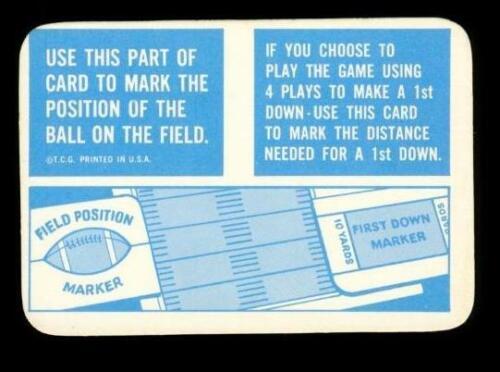 USE THIS PART OF
CARD TO MARK THE
POSITION OF THE
BALL ON THE FIELD.
©T.C.G. PRINTED IN U.S.A.
IF YOU CHOOSE TO
PLAY THE GAME USING
4 PLAYS TO MAKE A 1st
DOWN-USE THIS CARD
TO MARK THE DISTANCE
NEEDED FOR A 1st DOWN.
FIELD POSITION
MARKER
10 YARDS
FIRST DOWN
MARKER